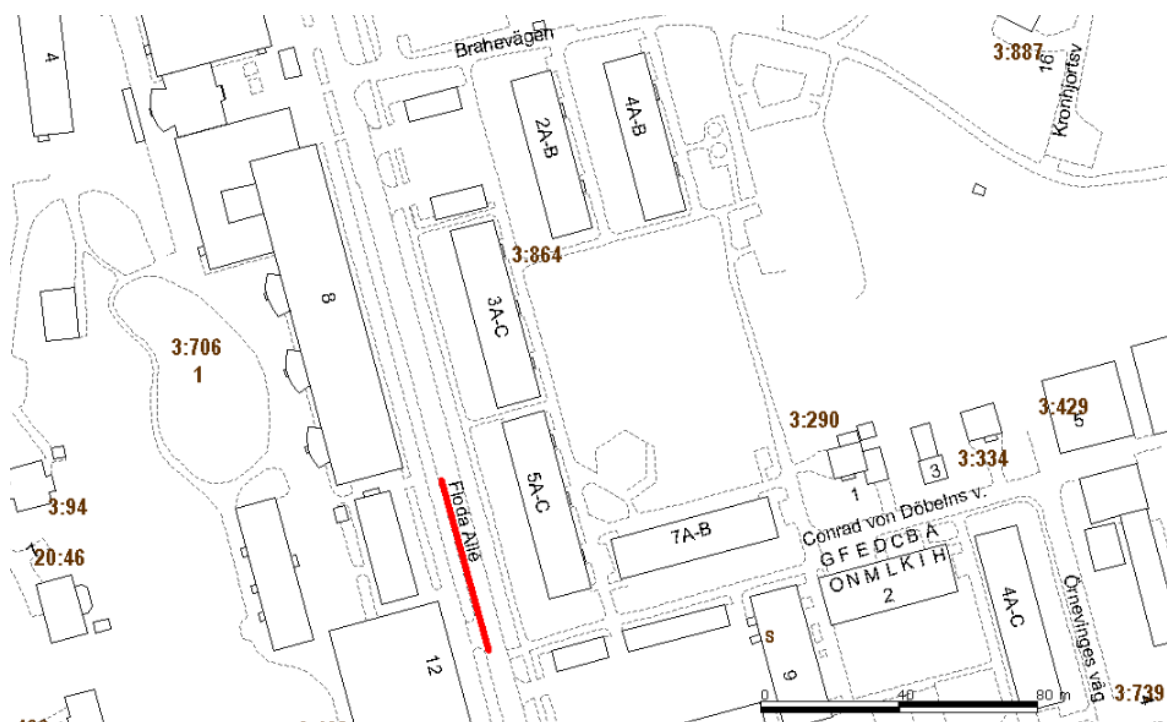 4
Brahevägen
3:887
16
Kronhjortsv
2A-B
4A-B
3:864
8
3A-C
3:706
1
3:290
3:429
5
3:334
3
1
3:94
Floda Allé
5A-C
7A-B
Conrad von Döbelns v.
G F E D C B A
O N M L K I H
2
20:46
4A-C
Örnevinges väg
12
S
9
3:739
0 40 80 m